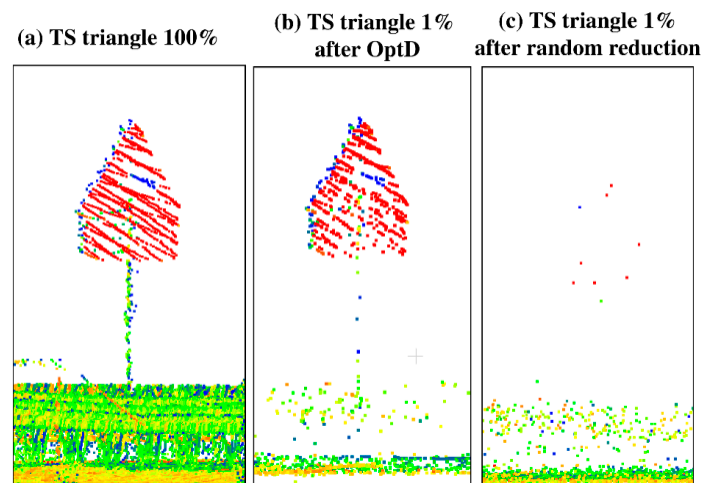 (a) TS triangle 100%
(b) TS triangle 1%
after OptD
(c) TS triangle 1%
after random reduction